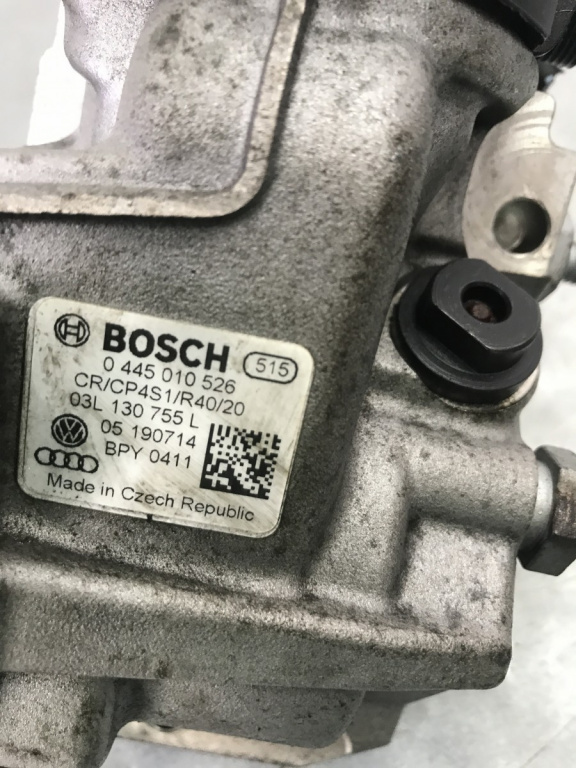 BOSCH 515
0 445 010 526
CR/CP4S1/R40/20
03L 130 755 L
05 190714
BPY 0411
Made in Czech Republic